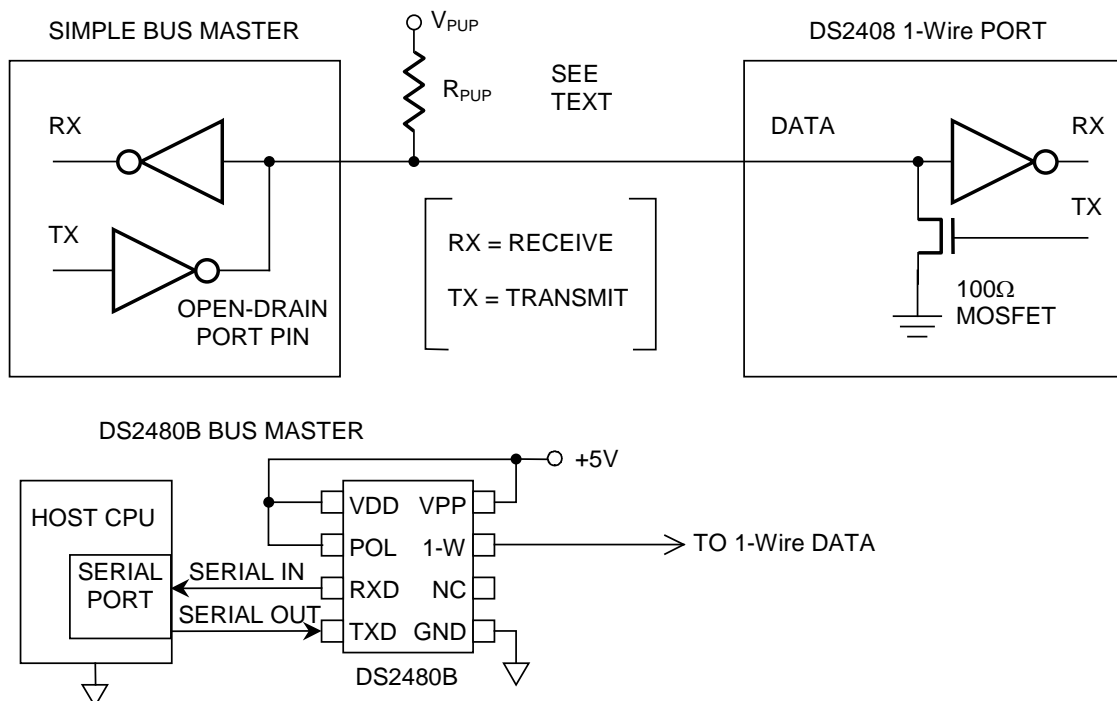 SIMPLE BUS MASTER
V_PUP
DS2408 1-Wire PORT
R_PUP
SEE
TEXT
RX
DATA
RX
TX
TX
RX = RECEIVE
TX = TRANSMIT
OPEN-DRAIN
PORT PIN
100Ω
MOSFET
DS2480B BUS MASTER
+5V
HOST CPU
VDD
VPP
POL
1-W
TO 1-Wire DATA
SERIAL
PORT
SERIAL IN
RXD
NC
SERIAL OUT
TXD
GND
DS2480B